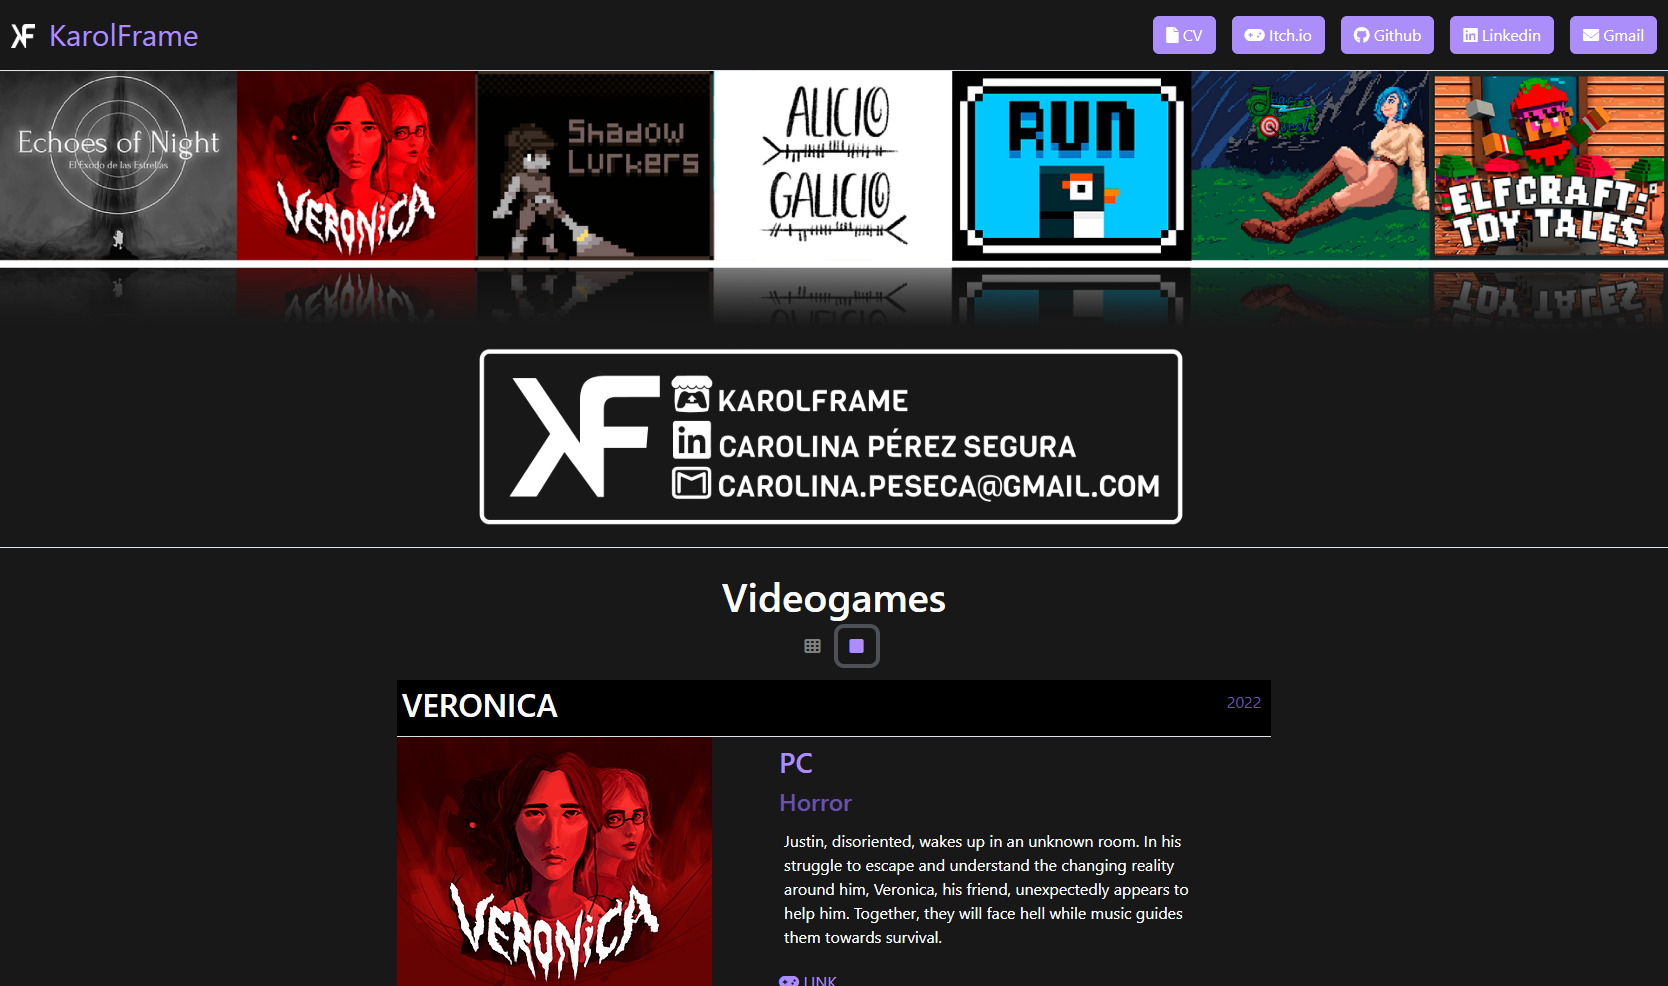 KF KarolFrame
CV
Itch.io
Github
Linkedin
Gmail
Echoes of Night
El Éxodo de las Estrellas
VERONICA
Shadow
Lurkers
ALICIO
GALICIO
RUN
ELFCRAFT:
TOY TALES
KF
KAROLFRAME
in CAROLINA PÉREZ SEGURA
CAROLINA.PESECA@GMAIL.COM
Videogames
VERONICA
2022
PC
Horror
Justin, disoriented, wakes up in an unknown room. In his
struggle to escape and understand the changing reality
around him, Veronica, his friend, unexpectedly appears to
help him. Together, they will face hell while music guides
them towards survival.
VERONICA
LINK